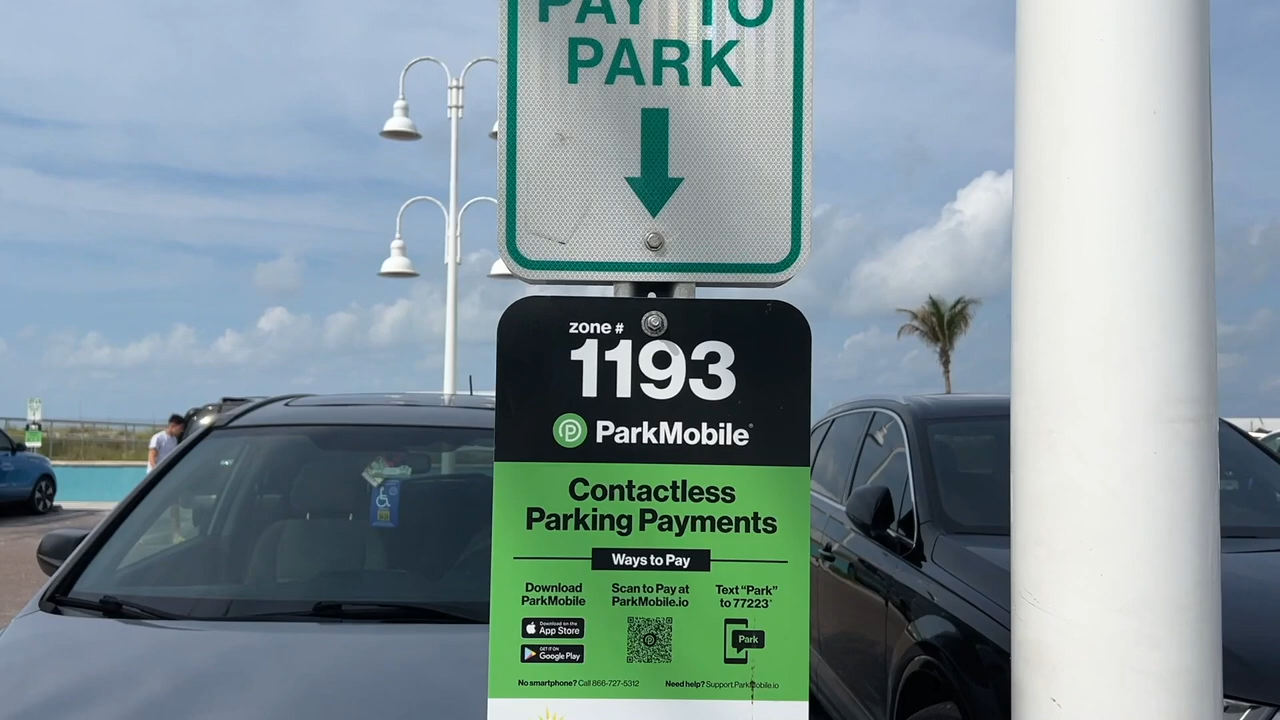 PAY TO
PARK
zone #
1193
ParkMobile
Contactless
Parking Payments
Ways to Pay
Download
ParkMobile
Download on the
App Store
GET IT ON
Google Play
Scan to Pay at
ParkMobile.io
Text “Park”
to 77223*
Park
No smartphone? Call 866-727-5312
Need help? Support.ParkMobile.io